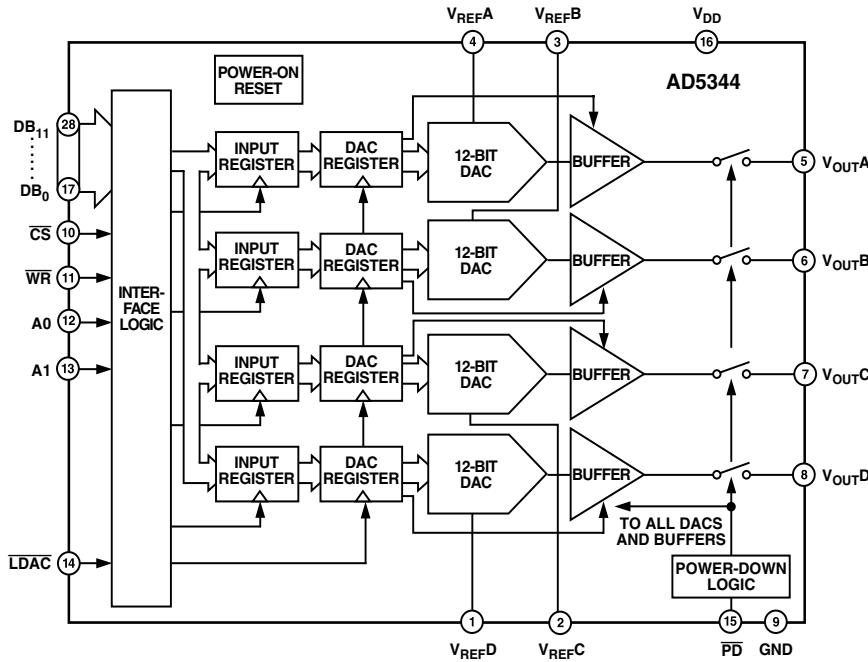 VREFA
VREFB
VDD
4
3
16
POWER-ON
RESET
AD5344
DB11
28
DB0
17
CS
10
WR
11
A0
12
A1
13
LDAC
14
INTER-
FACE
LOGIC
INPUT
REGISTER
DAC
REGISTER
12-BIT
DAC
BUFFER
5
VOUTA
INPUT
REGISTER
DAC
REGISTER
12-BIT
DAC
BUFFER
6
VOUTB
INPUT
REGISTER
DAC
REGISTER
12-BIT
DAC
BUFFER
7
VOUTC
INPUT
REGISTER
DAC
REGISTER
12-BIT
DAC
BUFFER
8
VOUTD
TO ALL DACS
AND BUFFERS
POWER-DOWN
LOGIC
1
2
15
9
VREFD
VREFC
PD
GND